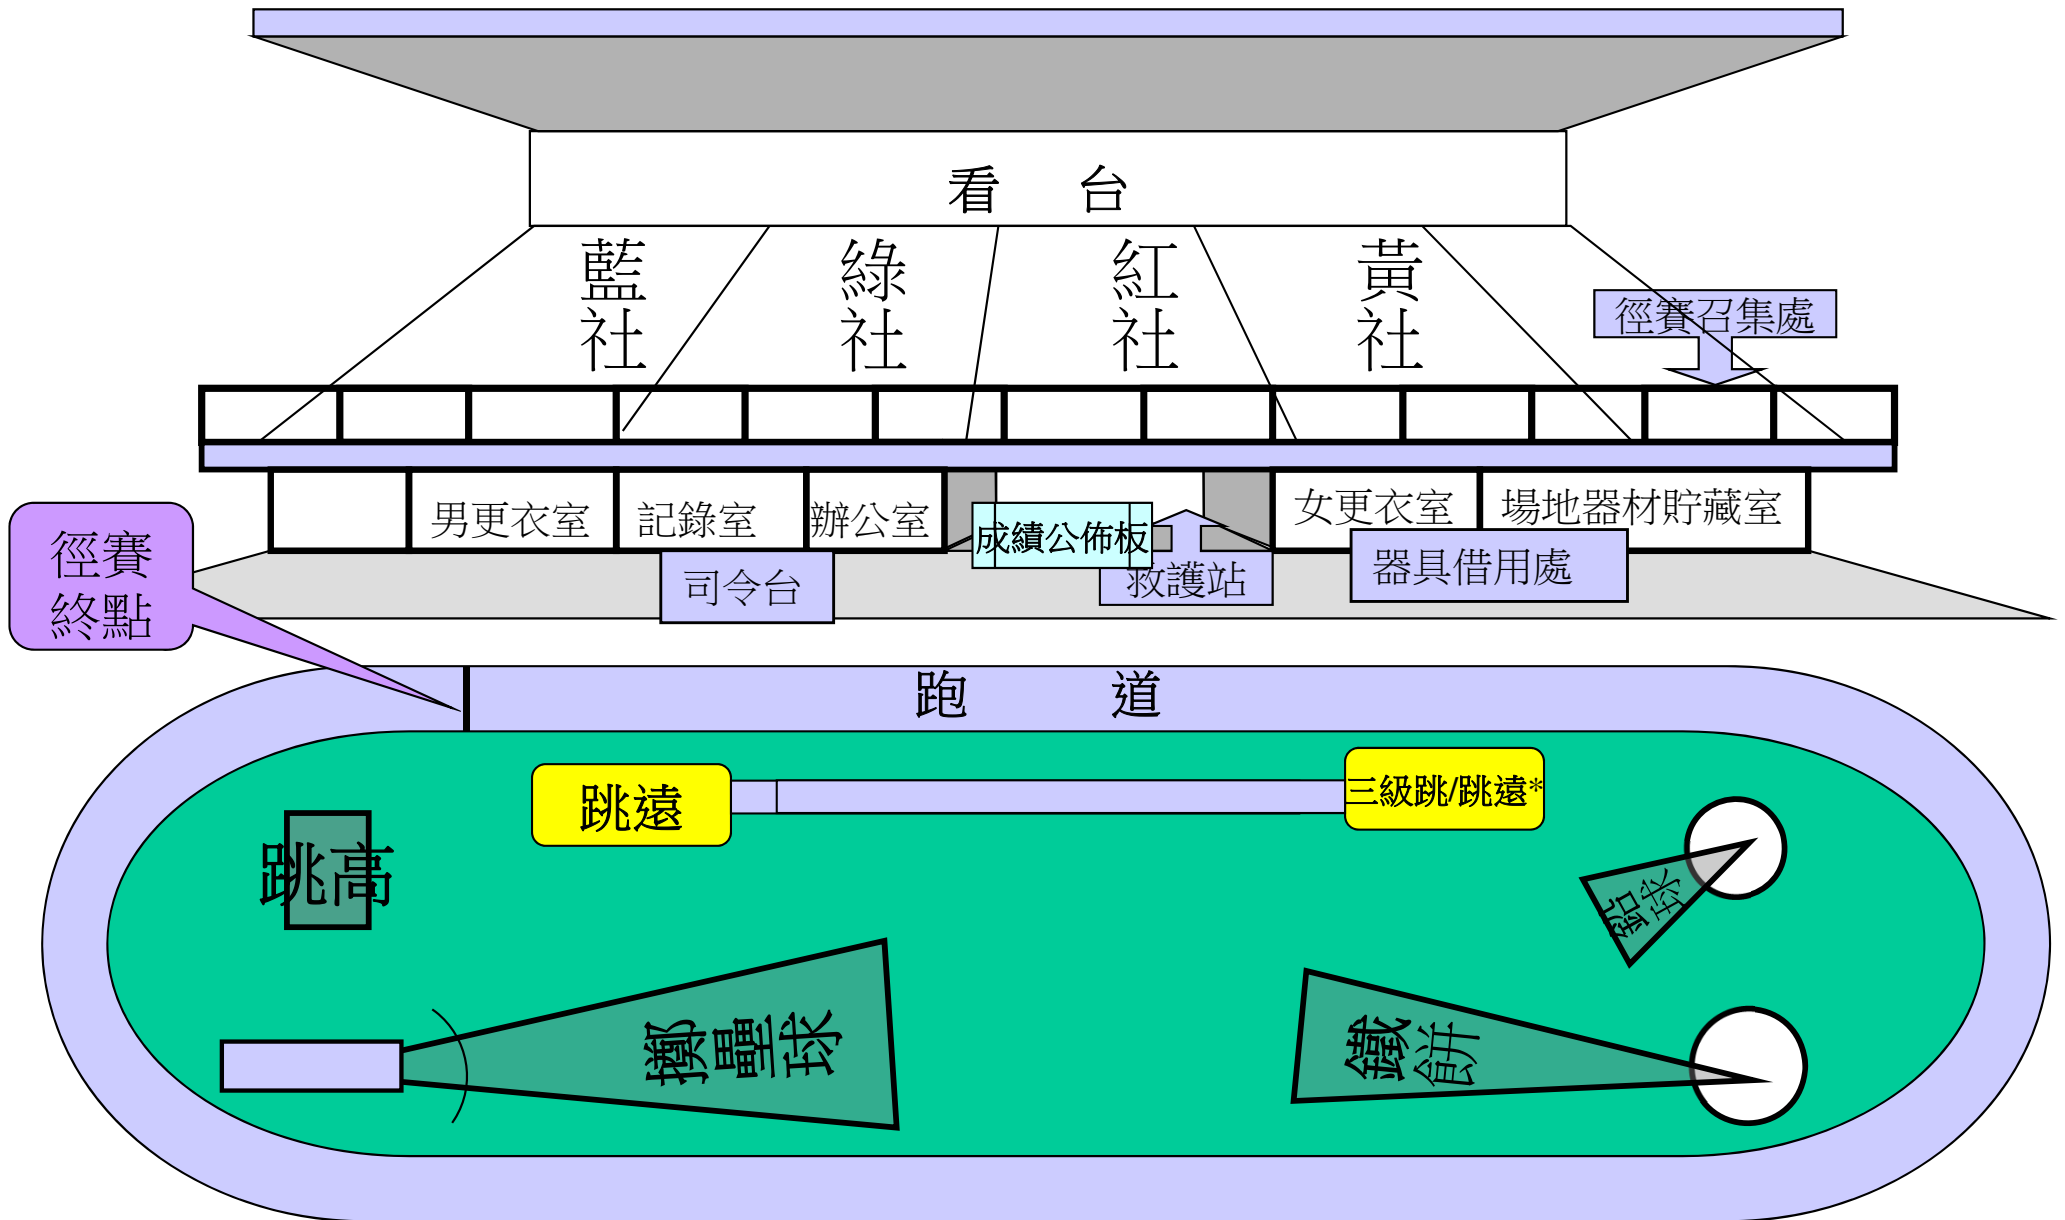 看 台
藍社
綠社
紅社
黃社
徑賽召集處
男更衣室
記錄室
辦公室
成績公佈板
女更衣室
場地器材貯藏室
徑賽
終點
司令台
救護站
器具借用處
跑 道
跳遠
三級跳/跳遠*
跳高
鉛球
擲壘球
鐵餅